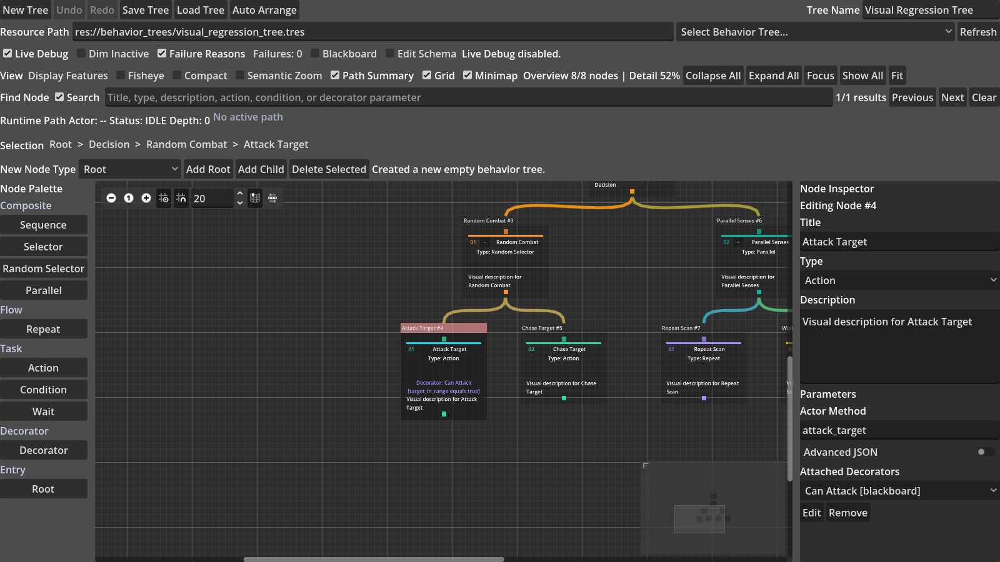 New Tree Undo Redo Save Tree Load Tree Auto Arrange Tree Name Visual Regression Tree
Resource Path res://behavior_trees/visual_regression_tree.tres Select Behavior Tree... Refresh
Live Debug Dim Inactive Failure Reasons Failures: 0 Blackboard Edit Schema Live Debug disabled.
View Display Features Fisheye Compact Semantic Zoom Path Summary Grid Minimap Overview 8/8 nodes | Detail 52% Collapse All Expand All Focus Show All Fit
Find Node Search Title, type, description, action, condition, or decorator parameter 1/1 results Previous Next Clear
Runtime Path Actor: -- Status: IDLE Depth: 0 No active path
Selection Root > Decision > Random Combat > Attack Target
New Node Type Root Add Root Add Child Delete Selected Created a new empty behavior tree.
Node Palette
Composite
Sequence
Selector
Random Selector
Parallel
Flow
Repeat
Task
Action
Condition
Wait
Decorator
Decorator
Entry
Root
1 20
Decision
Random Combat #3
01 - Random Combat
Type: Random Selector
Visual description for
Random Combat
Parallel Senses #6
02 - Parallel Senses
Type: Parallel
Visual description for
Parallel Senses
Attack Target #4
01 Attack Target
Type: Action
Decorator: Can Attack
[target_in_range equals true]
Visual description for Attack
Target
Chase Target #5
02 Chase Target
Type: Action
Visual description for Chase
Target
Repeat Scan #7
01 Repeat Scan
Type: Repeat
Visual description for Repeat
Scan
Node Inspector
Editing Node #4
Title
Attack Target
Type
Action
Description
Visual description for Attack Target
Parameters
Actor Method
attack_target
Advanced JSON
Attached Decorators
Can Attack [blackboard]
Edit Remove